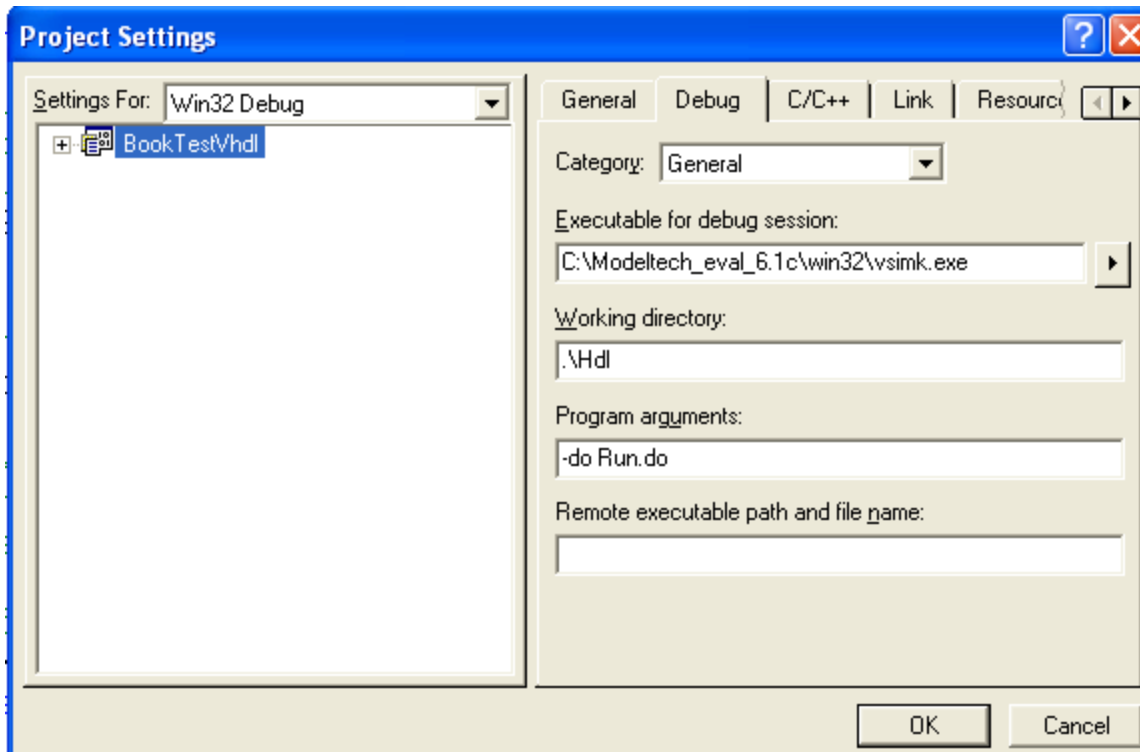 Project Settings
Settings For: Win32 Debug
BookTestVhdl
General Debug C/C++ Link Resourc
Category: General
Executable for debug session:
C:\Modeltech_eval_6.1c\win32\vsimk.exe
Working directory:
.\Hdl
Program arguments:
-do Run.do
Remote executable path and file name:
OK Cancel